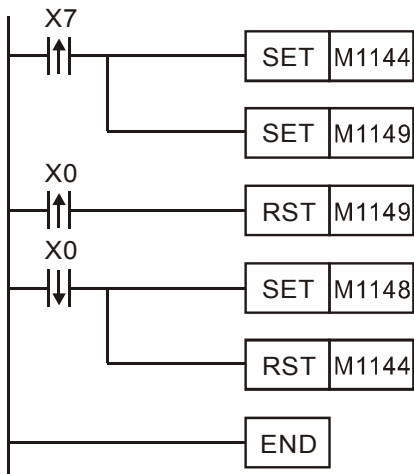 X7
SET M1144
SET M1149
X0
RST M1149
X0
SET M1148
RST M1144
END